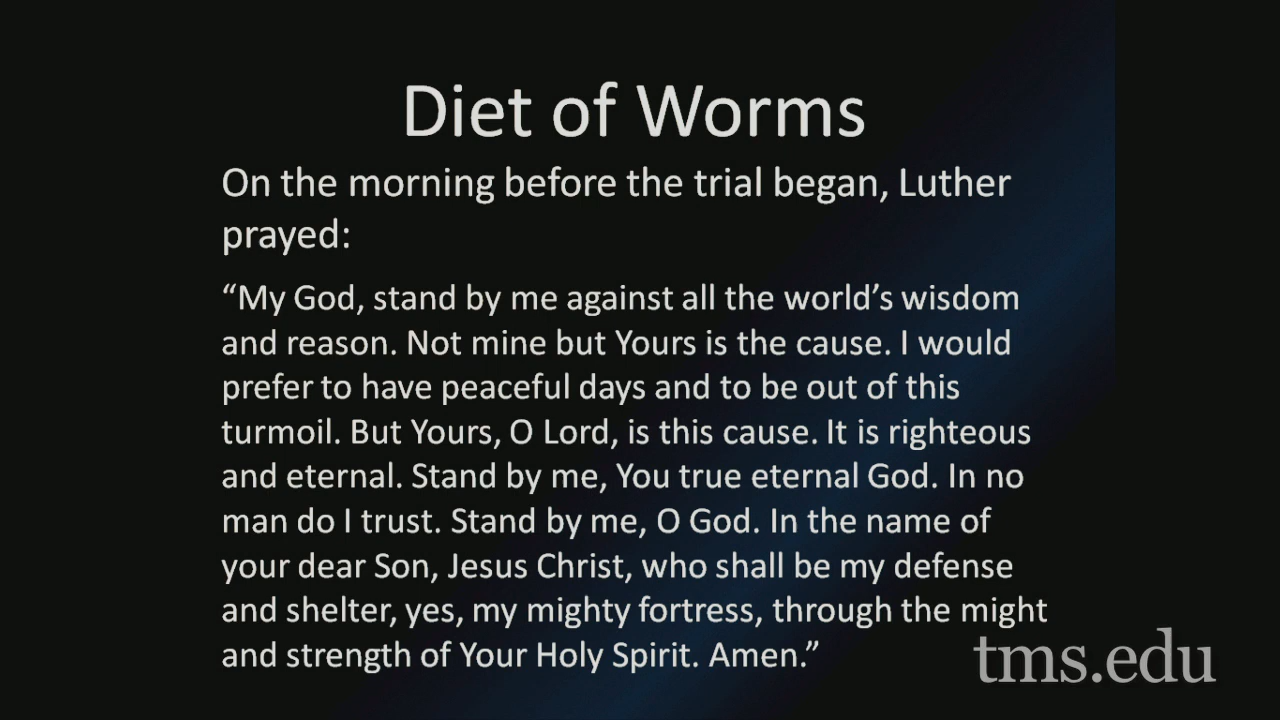 Diet of Worms
On the morning before the trial began, Luther
prayed:
“My God, stand by me against all the world’s wisdom
and reason. Not mine but Yours is the cause. I would
prefer to have peaceful days and to be out of this
turmoil. But Yours, O Lord, is this cause. It is righteous
and eternal. Stand by me, You true eternal God. In no
man do I trust. Stand by me, O God. In the name of
your dear Son, Jesus Christ, who shall be my defense
and shelter, yes, my mighty fortress, through the might
and strength of Your Holy Spirit. Amen.”
tms.edu